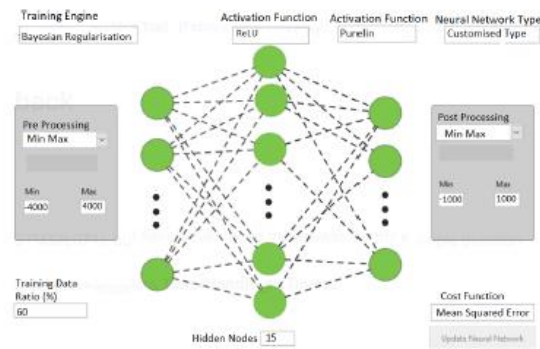 Training Engine
Bayesian Regularisation
Activation Function
ReLU
Activation Function
Purelin
Neural Network Type
Customised Type
Pre Processing
Min Max
Min
Max
-4000
4000
Post Processing
Min Max
Min
Max
-1000
1000
Training Data
Ratio (%)
60
Hidden Nodes 15
Cost Function
Mean Squared Error
Update Neural Network